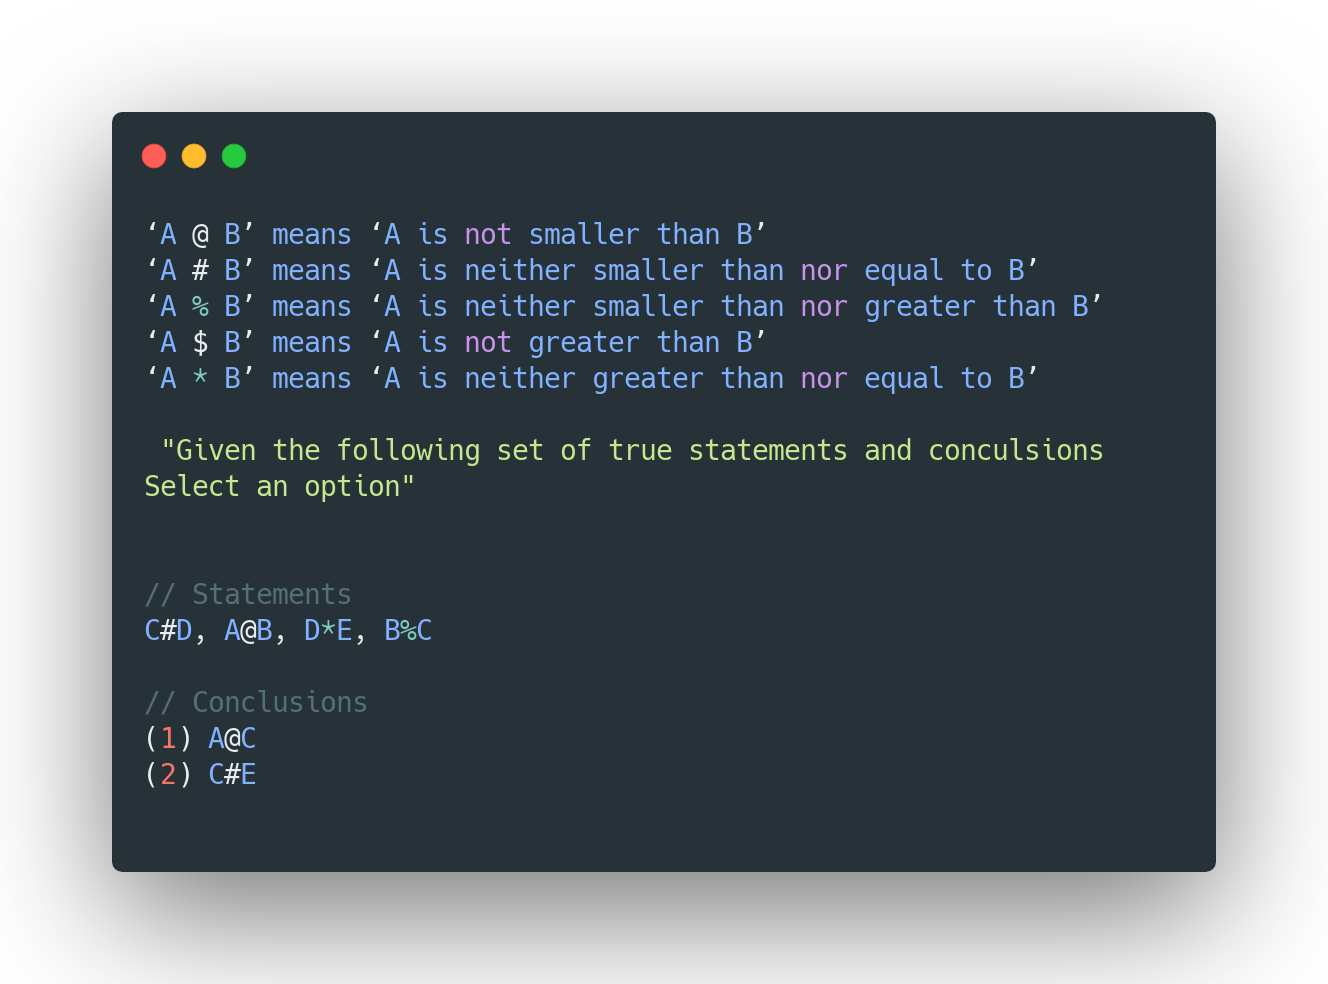 ‘A @ B’ means ‘A is not smaller than B’
‘A # B’ means ‘A is neither smaller than nor equal to B’
‘A % B’ means ‘A is neither smaller than nor greater than B’
‘A $ B’ means ‘A is not greater than B’
‘A * B’ means ‘A is neither greater than nor equal to B’
"Given the following set of true statements and conculsions
Select an option"
// Statements
C#D, A@B, D*E, B%C
// Conclusions
(1) A@C
(2) C#E